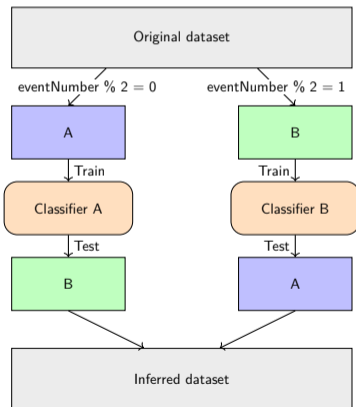 Original dataset
eventNumber % 2 = 0
eventNumber % 2 = 1
A
B
Train
Train
Classifier A
Classifier B
Test
Test
B
A
Inferred dataset